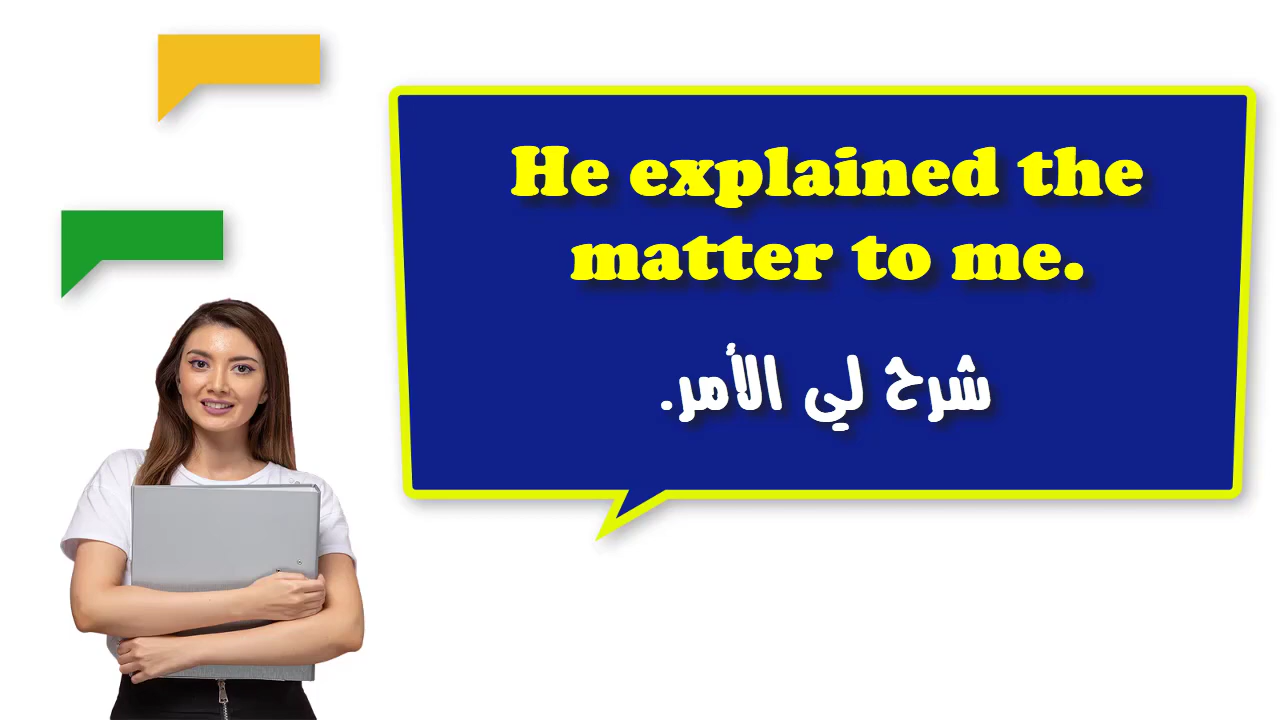 He explained the
matter to me.
شرح لي الأمر.